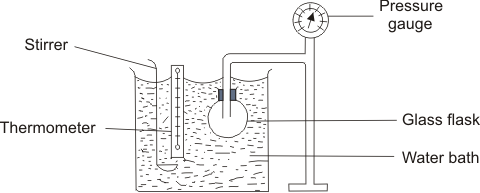 Pressure
gauge
Stirrer
Thermometer
Glass flask
Water bath